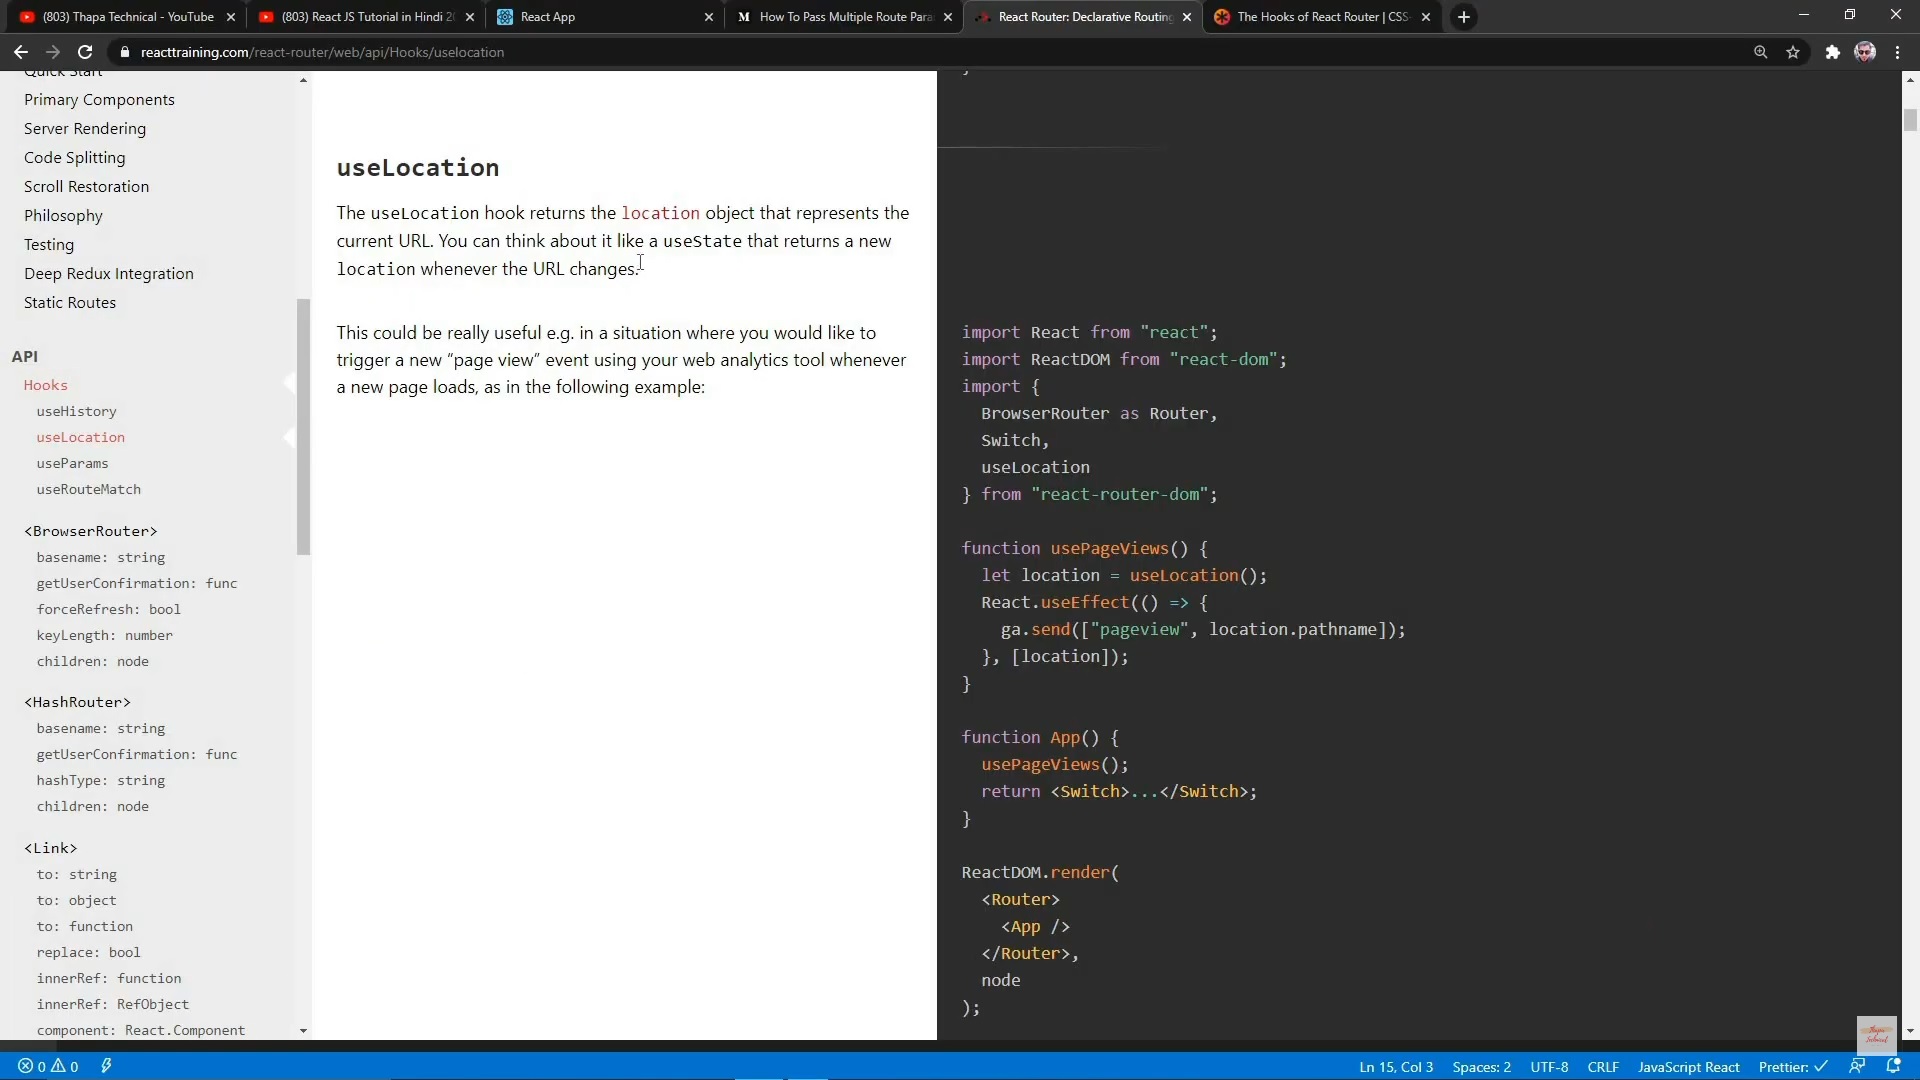 (803) Thapa Technical - YouTube
(803) React JS Tutorial in Hindi 2
React App
How To Pass Multiple Route Para
React Router: Declarative Routing
The Hooks of React Router | CSS
reacttraining.com/react-router/web/api/Hooks/uselocation
Quick Start
Primary Components
Server Rendering
Code Splitting
Scroll Restoration
Philosophy
Testing
Deep Redux Integration
Static Routes
API
Hooks
useHistory
useLocation
useParams
useRouteMatch
<BrowserRouter>
basename: string
getUserConfirmation: func
forceRefresh: bool
keyLength: number
children: node
<HashRouter>
basename: string
getUserConfirmation: func
hashType: string
children: node
<Link>
to: string
to: object
to: function
replace: bool
innerRef: function
innerRef: RefObject
component: React.Component
useLocation
The useLocation hook returns the location object that represents the
current URL. You can think about it like a useState that returns a new
location whenever the URL changes.
This could be really useful e.g. in a situation where you would like to
trigger a new “page view” event using your web analytics tool whenever
a new page loads, as in the following example:
import React from "react";
import ReactDOM from "react-dom";
import {
BrowserRouter as Router,
Switch,
useLocation
} from "react-router-dom";
function usePageViews() {
let location = useLocation();
React.useEffect(() => {
ga.send(["pageview", location.pathname]);
}, [location]);
}
function App() {
usePageViews();
return <Switch>...</Switch>;
}
ReactDOM.render(
<Router>
<App />
</Router>,
node
);
Thapa
Technical
0 0
Ln 15, Col 3
Spaces: 2
UTF-8
CRLF
JavaScript React
Prettier: ✓